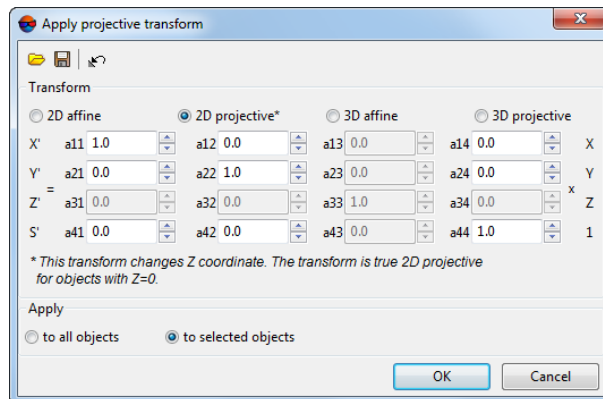 Apply projective transform
Transform
2D affine 2D projective* 3D affine 3D projective
X' a11 1.0 a12 0.0 a13 0.0 a14 0.0 X
Y' a21 0.0 a22 1.0 a23 0.0 a24 0.0 Y
= x
Z' a31 0.0 a32 0.0 a33 1.0 a34 0.0 Z
S' a41 0.0 a42 0.0 a43 0.0 a44 1.0 1
* This transform changes Z coordinate. The transform is true 2D projective
for objects with Z=0.
Apply
to all objects to selected objects
OK Cancel